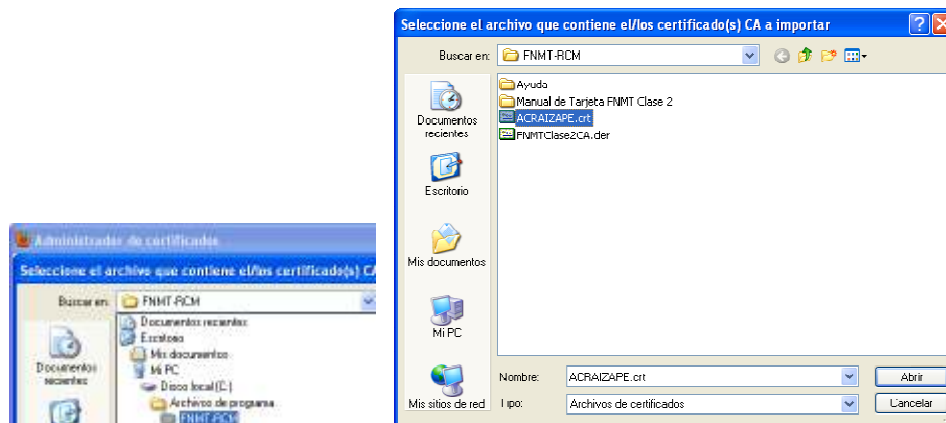 Seleccione el archivo que contiene el/los certificado(s) CA a importar
Buscar en: FNMT-RCM
Ayuda
Manual de Tarjeta FNMT Clase 2
ACRAIZAPE.crt
FNMTClase2CA.der
Documentos recientes
Escritorio
Mis documentos
Mi PC
Mis sitios de red
Nombre: ACRAIZAPE.crt Abrir
Tipo: Archivos de certificados Cancelar
Administrador de certificados
Seleccione el archivo que contiene el/los certificado(s) CA
Buscar en: FNMT-RCM
Documentos recientes
Escritorio
Mis documentos
Mi PC
Disco local (C:)
Archivos de programa
FNMT-RCM
Documentos recientes